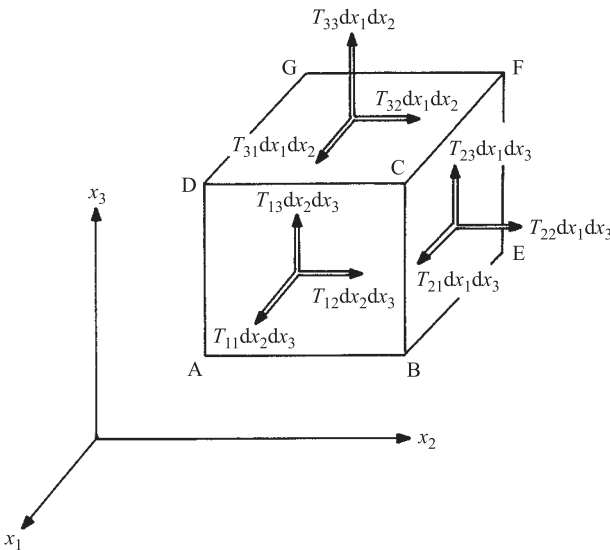 T₃₃dx₁dx₂
G
F
T₃₂dx₁dx₂
T₃₁dx₁dx₂
T₂₃dx₁dx₃
D
C
x₃
T₁₃dx₂dx₃
T₂₂dx₁dx₃
E
T₂₁dx₁dx₃
T₁₂dx₂dx₃
T₁₁dx₂dx₃
A
B
x₂
x₁